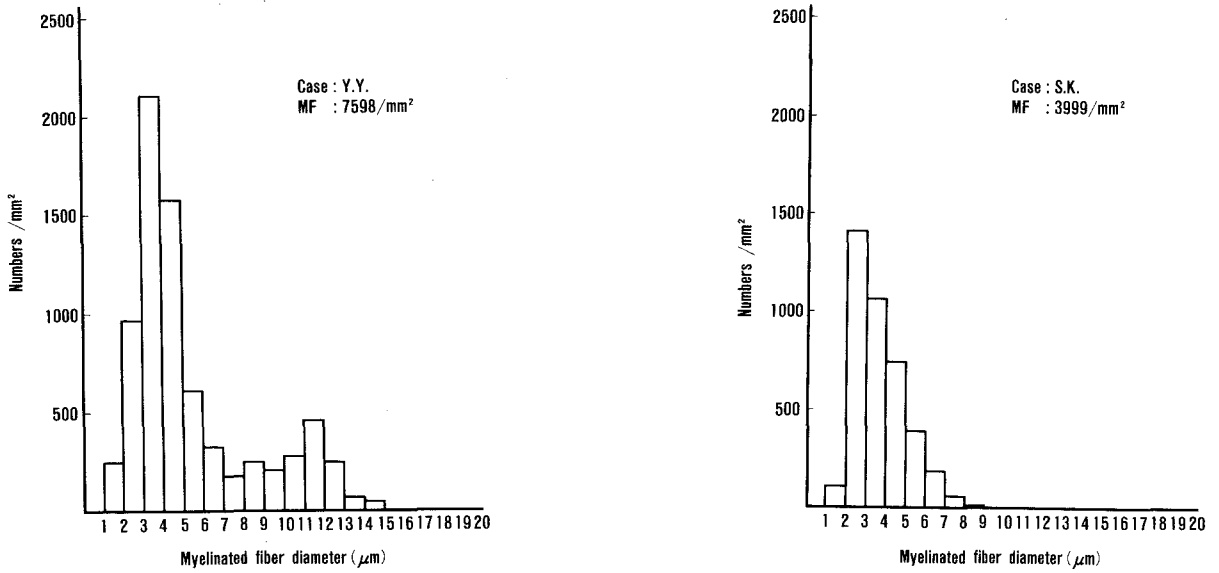 2500
2000
1500
1000
500
Numbers /mm²
Case : Y.Y.
MF : 7598/mm²
1 2 3 4 5 6 7 8 9 10 11 12 13 14 15 16 17 18 19 20
Myelinated fiber diameter (μm)
2500
2000
1500
1000
500
Numbers /mm²
Case : S.K.
MF : 3999/mm²
1 2 3 4 5 6 7 8 9 10 11 12 13 14 15 16 17 18 19 20
Myelinated fiber diameter (μm)